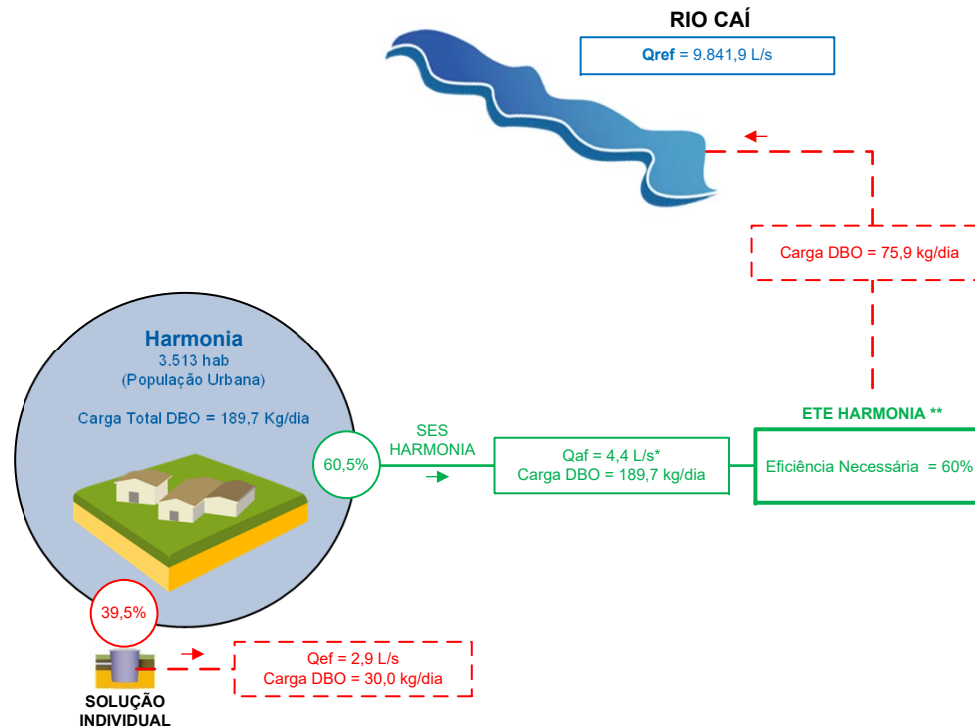 RIO CAÍ
Qref = 9.841,9 L/s
Carga DBO = 75,9 kg/dia
Harmonia
3.513 hab
(População Urbana)
Carga Total DBO = 189,7 Kg/dia
60,5%
SES
HARMONIA
Qaf = 4,4 L/s*
Carga DBO = 189,7 kg/dia
ETE HARMONIA **
Eficiência Necessária = 60%
39,5%
Qef = 2,9 L/s
Carga DBO = 30,0 kg/dia
SOLUÇÃO
INDIVIDUAL